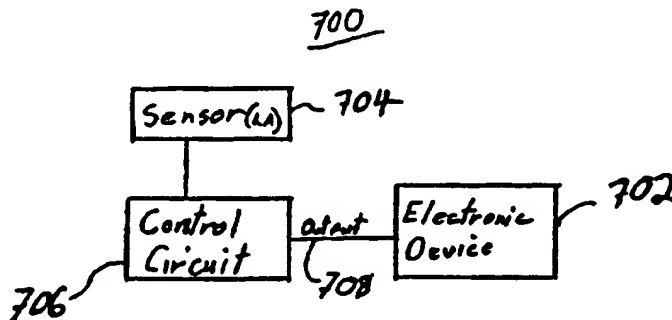 700
Sensor 704
Control
Circuit
706
Output
708
Electronic
Device
702